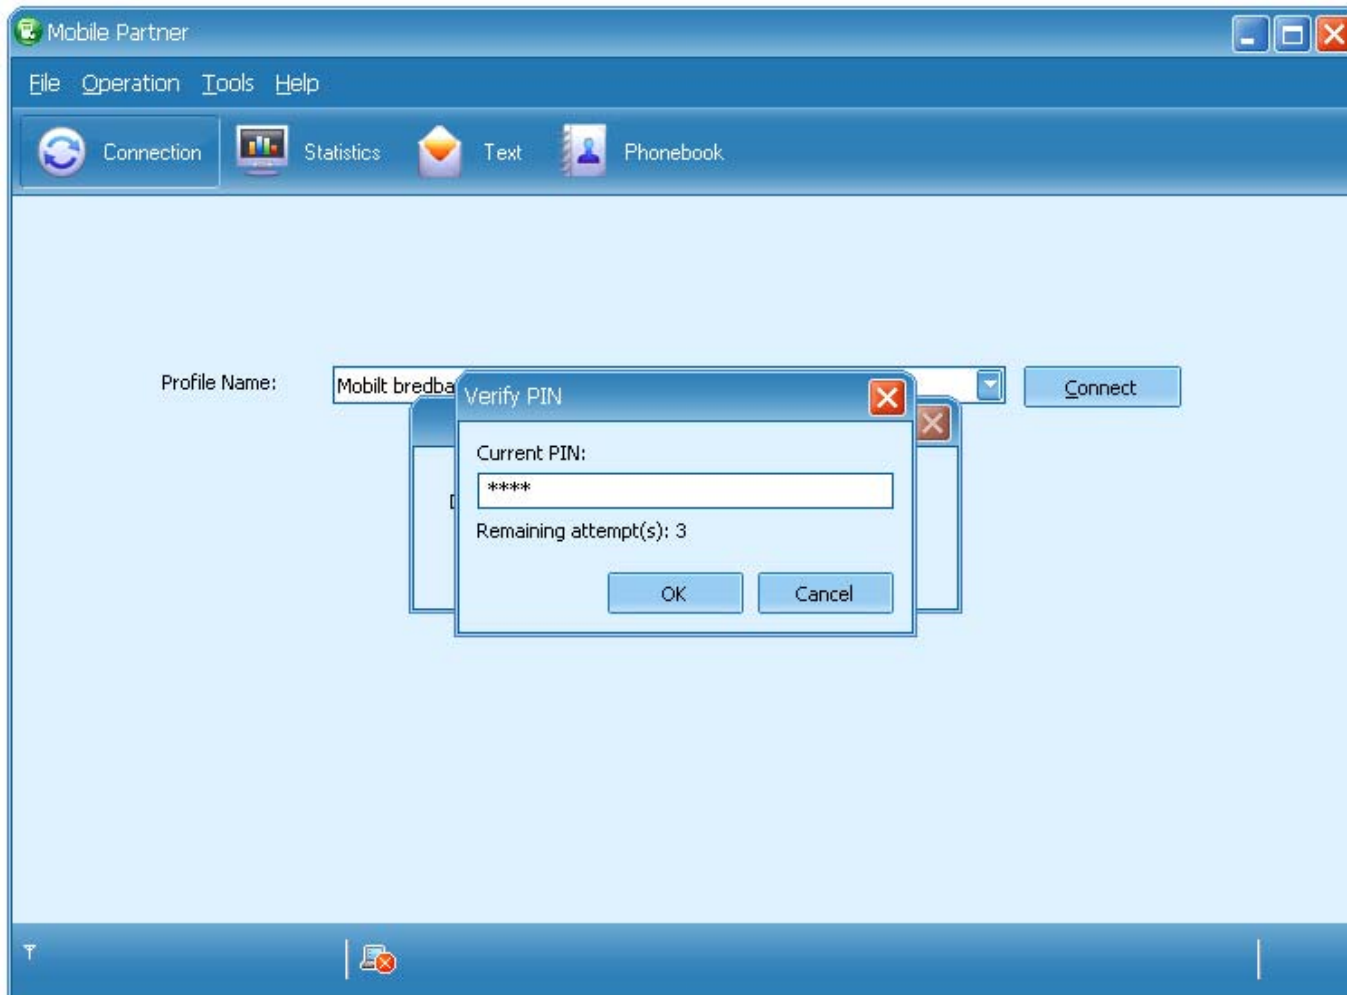 Mobile Partner
File Operation Tools Help
Connection Statistics Text Phonebook
Profile Name: Mobilt bredba Connect
Verify PIN
Current PIN:
****
Remaining attempt(s): 3
OK Cancel